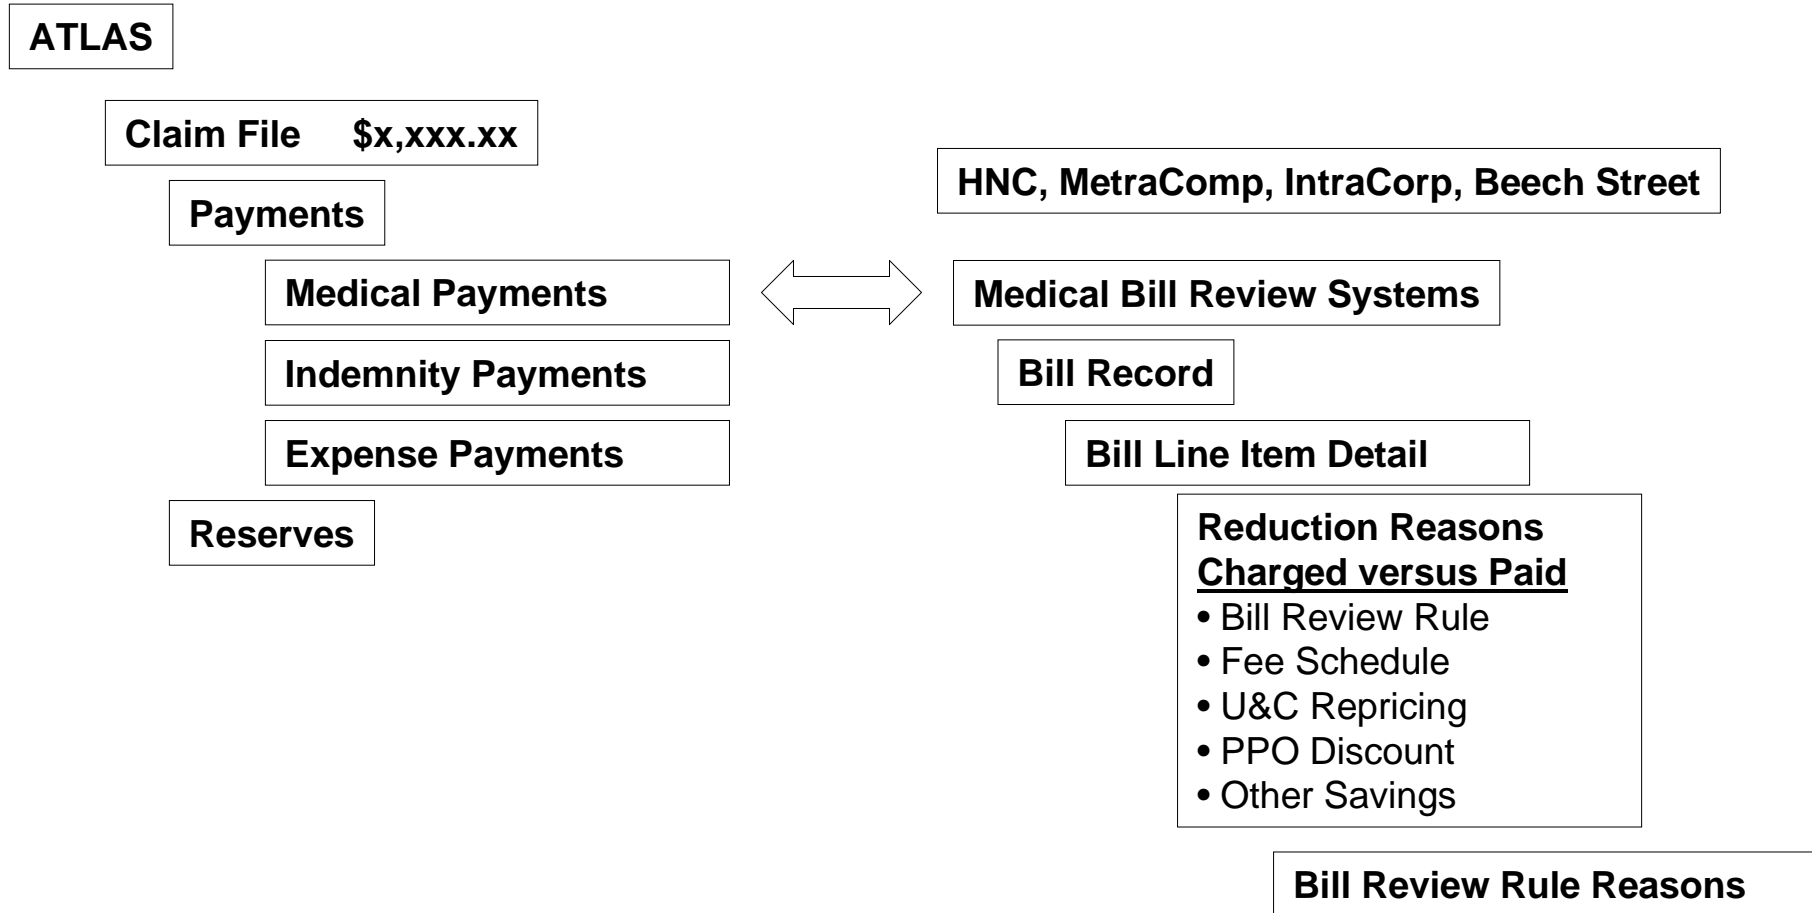 ATLAS
Claim File $x,xxx.xx
Payments
Medical Payments
Indemnity Payments
Expense Payments
Reserves
HNC, MetraComp, IntraCorp, Beech Street
Medical Bill Review Systems
Bill Record
Bill Line Item Detail
Reduction Reasons
Charged versus Paid
• Bill Review Rule
• Fee Schedule
• U&C Repricing
• PPO Discount
• Other Savings
Bill Review Rule Reasons